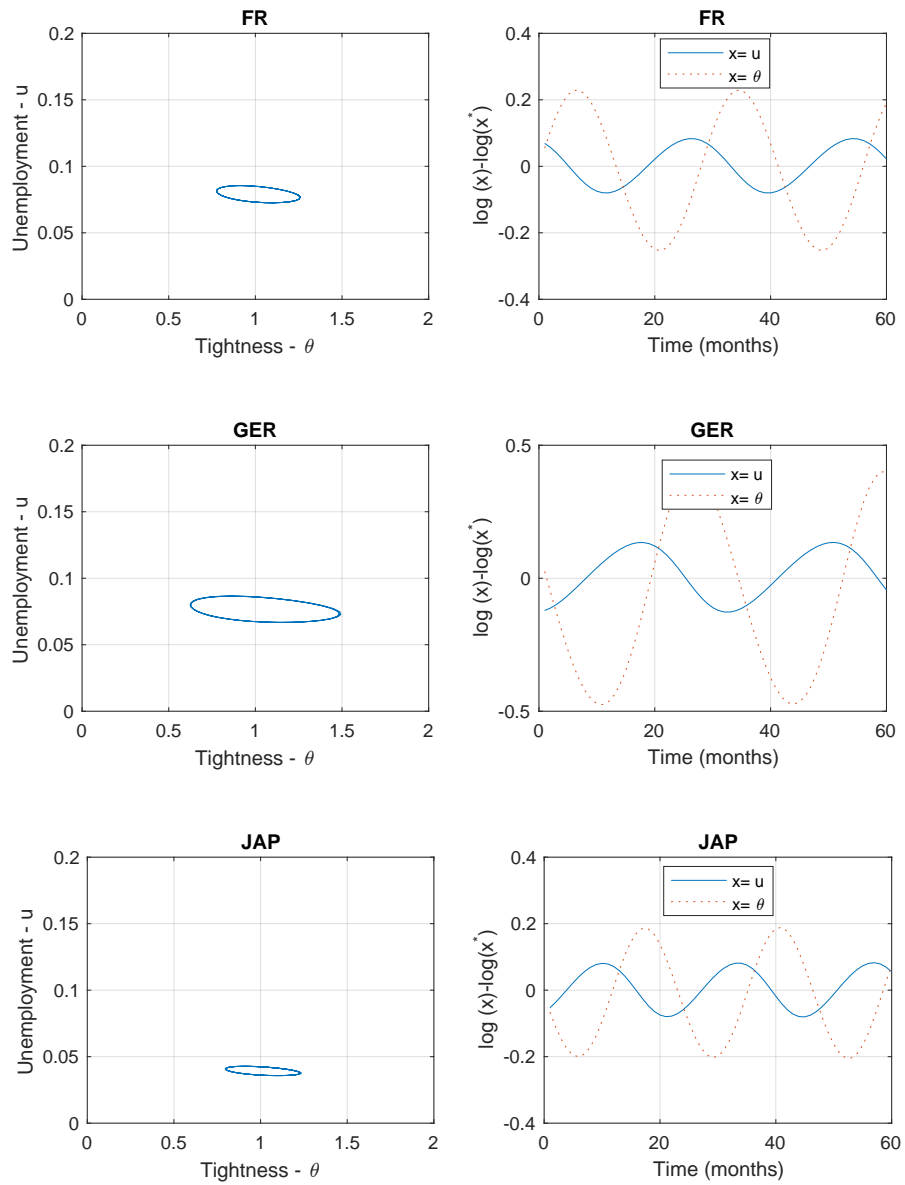 FR
Unemployment - u
0.2
0.15
0.1
0.05
0
0 0.5 1 1.5 2
Tightness - θ
FR
log (x)-log(x*)
0.4
0.2
0
-0.2
-0.4
x= u
x= θ
0 20 40 60
Time (months)
GER
Unemployment - u
0.2
0.15
0.1
0.05
0
0 0.5 1 1.5 2
Tightness - θ
GER
log (x)-log(x*)
0.5
0
-0.5
x= u
x= θ
0 20 40 60
Time (months)
JAP
Unemployment - u
0.2
0.15
0.1
0.05
0
0 0.5 1 1.5 2
Tightness - θ
JAP
log (x)-log(x*)
0.4
0.2
0
-0.2
-0.4
x= u
x= θ
0 20 40 60
Time (months)